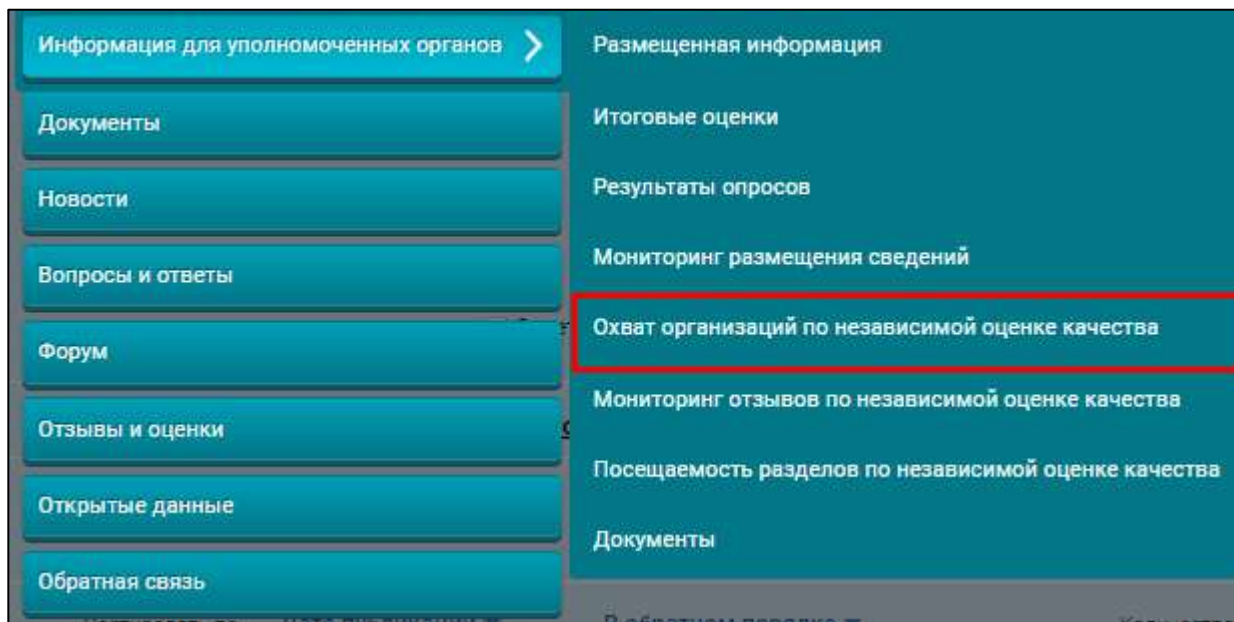 Информация для уполномоченных органов
Документы
Новости
Вопросы и ответы
Форум
Отзывы и оценки
Открытые данные
Обратная связь
Размещенная информация
Итоговые оценки
Результаты опросов
Мониторинг размещения сведений
Охват организаций по независимой оценке качества
Мониторинг отзывов по независимой оценке качества
Посещаемость разделов по независимой оценке качества
Документы